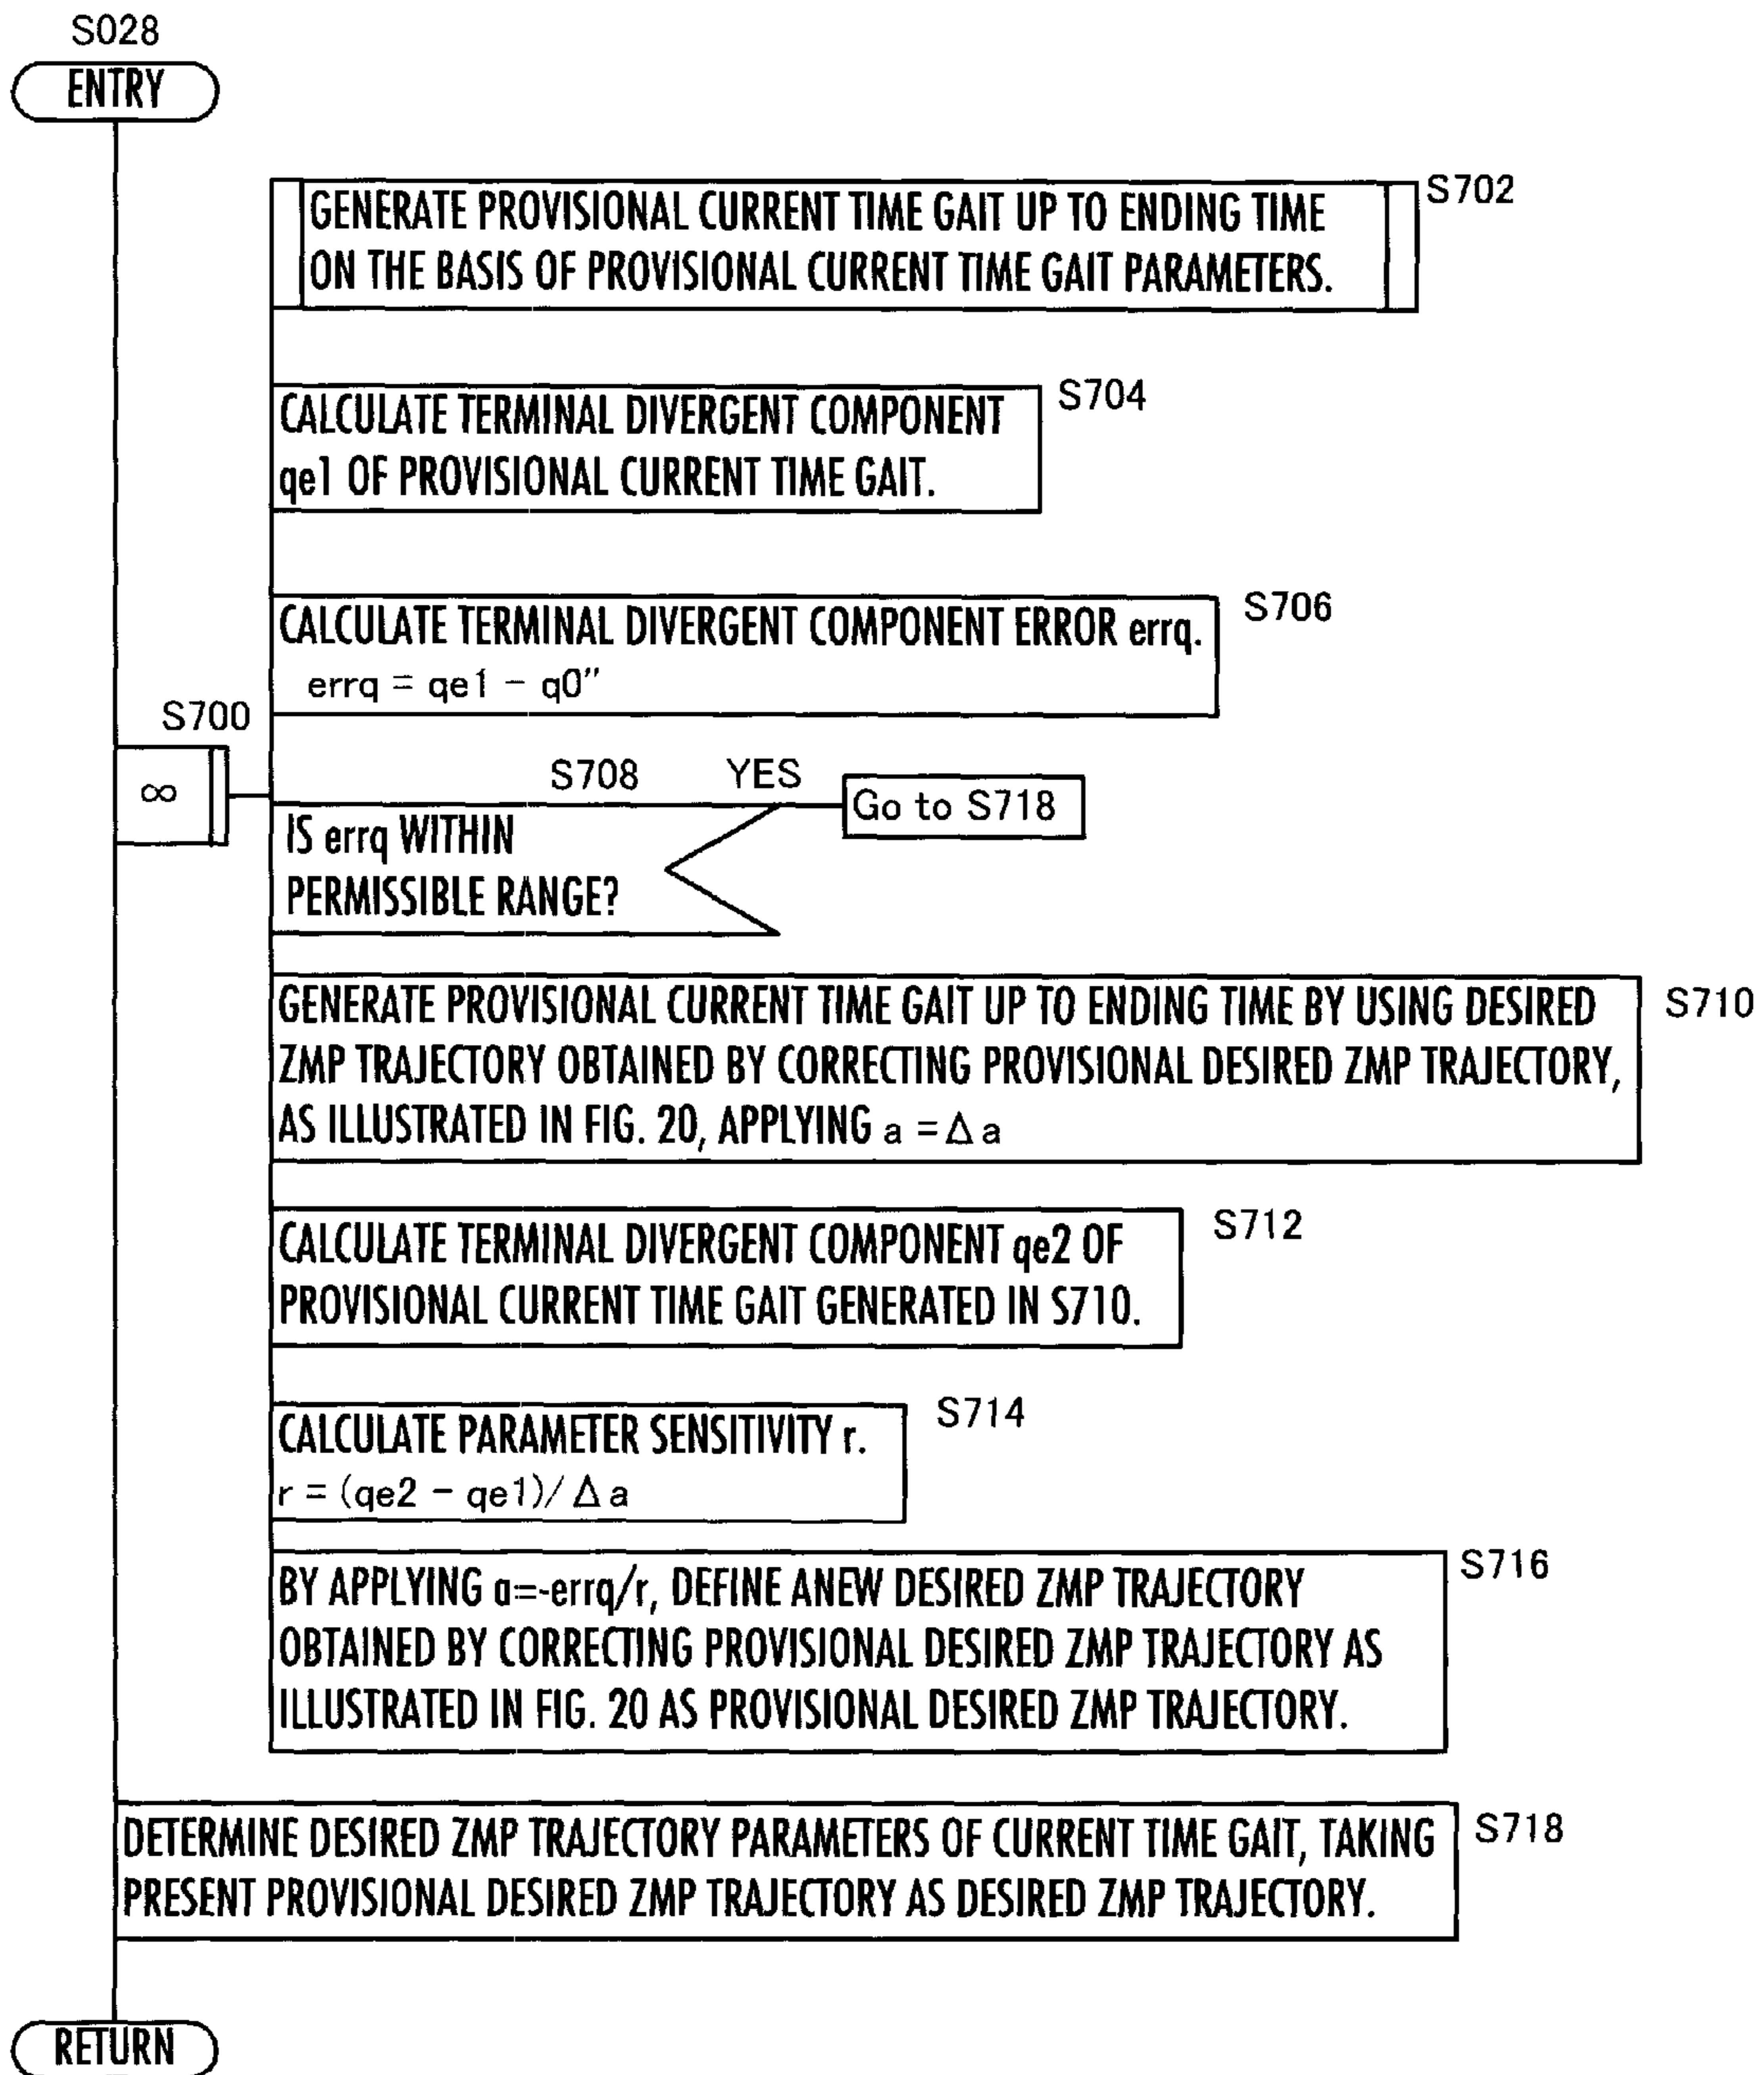 S028
ENTRY
GENERATE PROVISIONAL CURRENT TIME GAIT UP TO ENDING TIME
ON THE BASIS OF PROVISIONAL CURRENT TIME GAIT PARAMETERS.
S702
CALCULATE TERMINAL DIVERGENT COMPONENT
qe1 OF PROVISIONAL CURRENT TIME GAIT.
S704
CALCULATE TERMINAL DIVERGENT COMPONENT ERROR errq.
errq = qe1 - q0"
S706
S700
∞
S708
YES
Go to S718
IS errq WITHIN
PERMISSIBLE RANGE?
GENERATE PROVISIONAL CURRENT TIME GAIT UP TO ENDING TIME BY USING DESIRED
ZMP TRAJECTORY OBTAINED BY CORRECTING PROVISIONAL DESIRED ZMP TRAJECTORY,
AS ILLUSTRATED IN FIG. 20, APPLYING a = Δa
S710
CALCULATE TERMINAL DIVERGENT COMPONENT qe2 OF
PROVISIONAL CURRENT TIME GAIT GENERATED IN S710.
S712
CALCULATE PARAMETER SENSITIVITY r.
r = (qe2 - qe1)/Δa
S714
BY APPLYING a=-errq/r, DEFINE ANEW DESIRED ZMP TRAJECTORY
OBTAINED BY CORRECTING PROVISIONAL DESIRED ZMP TRAJECTORY AS
ILLUSTRATED IN FIG. 20 AS PROVISIONAL DESIRED ZMP TRAJECTORY.
S716
DETERMINE DESIRED ZMP TRAJECTORY PARAMETERS OF CURRENT TIME GAIT, TAKING
PRESENT PROVISIONAL DESIRED ZMP TRAJECTORY AS DESIRED ZMP TRAJECTORY.
S718
RETURN